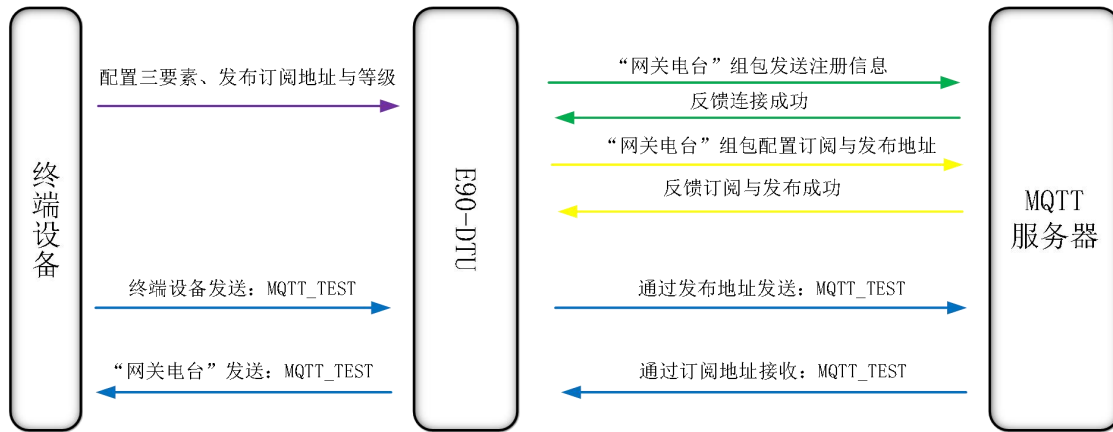 终端设备
配置三要素、发布订阅地址与等级
E90-DTU
“网关电台”组包发送注册信息
反馈连接成功
“网关电台”组包配置订阅与发布地址
反馈订阅与发布成功
MQTT
服务器
终端设备发送: MQTT_TEST
通过发布地址发送: MQTT_TEST
“网关电台”发送: MQTT_TEST
通过订阅地址接收: MQTT_TEST